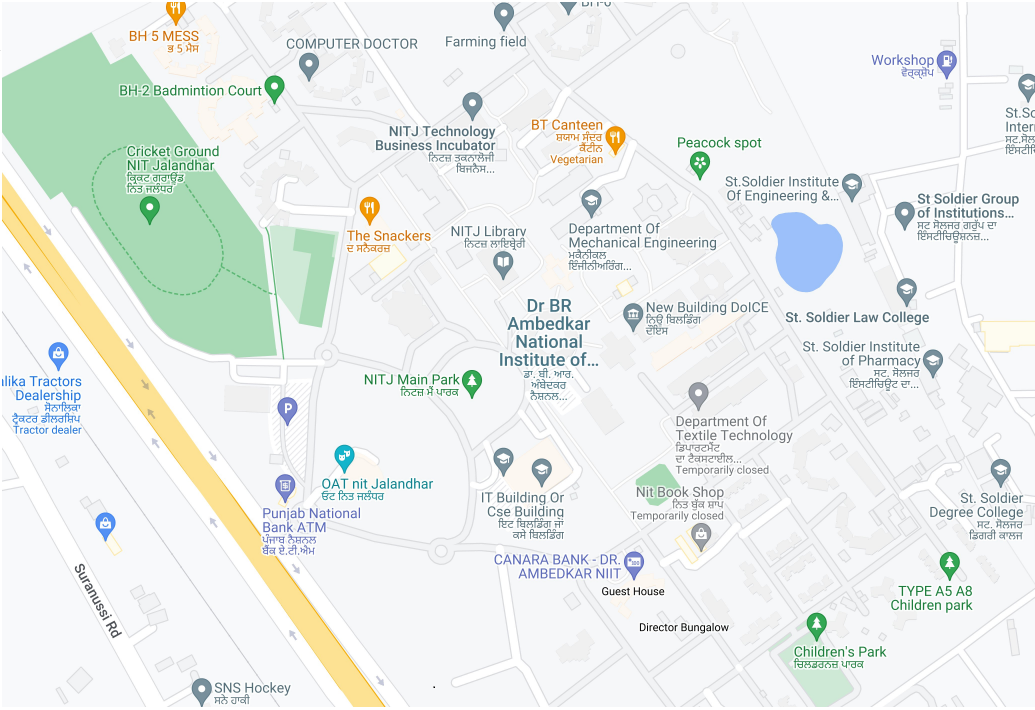 BH 5 MESS
ਭ 5 ਮੈਸ
COMPUTER DOCTOR
Farming field
BH-6
Workshop
ਵੋਰ੍ਕ੍ਸ਼ੋਪ
BH-2 Badmintion Court
NITJ Technology
Business Incubator
ਨਿਟਜ਼ ਤਕਨਾਲੋਜੀ
ਬਿਜਨੈਸ...
BT Canteen
ਸ਼ਯਾਮ ਸੁੰਦਰ
ਕੈਂਟੀਨ
Vegetarian
Peacock spot
Cricket Ground
NIT Jalandhar
ਕ੍ਰਿਕਟ ਗਰਾਊਂਡ
ਨਿਤ ਜਲੰਧਰ
St.Soldier Institute
Of Engineering &...
St Soldier Group
of Institutions...
ਸਟ ਸੋਲਜਰ ਗਰੁੱਪ ਦਾ
ਇੰਸਟੀਚਿਊਸ਼ਨਜ਼...
The Snackers
ਦ ਸਨੈਕਰਜ਼
NITJ Library
ਨਿਟਜ਼ ਲਾਇਬ੍ਰੇਰੀ
Department Of
Mechanical Engineering
ਮਕੈਨੀਕਲ
ਇੰਜੀਨੀਅਰਿੰਗ...
Dr BR
Ambedkar
National
Institute of...
ਡਾ. ਬੀ. ਆਰ.
ਅੰਬੇਦਕਰ
ਨੈਸ਼ਨਲ...
New Building DoICE
ਨਿਊ ਬਿਲਡਿੰਗ
ਦੋਇਸ
St. Soldier Law College
St. Soldier Institute
of Pharmacy
ਸਟ. ਸੋਲਜਰ
ਇੰਸਟੀਚਿਊਟ ਦਾ...
alika Tractors
Dealership
ਸੋਨਾਲਿਕਾ
ਟ੍ਰੈਕਟਰ ਡੀਲਰਸ਼ਿਪ
Tractor dealer
NITJ Main Park
ਨਿਟਜ਼ ਮੈਂ ਪਾਰਕ
P
Department Of
Textile Technology
ਡਿਪਾਰਟਮੇਂਟ
ਦਾ ਟੈਕਸਟਾਈਲ...
Temporarily closed
OAT nit Jalandhar
ਓਟ ਨਿਤ ਜਲੰਧਰ
IT Building Or
Cse Building
ਇਟ ਬਿਲਡਿੰਗ ਜਾਂ
ਕਸੇ ਬਿਲਡਿੰਗ
Nit Book Shop
ਨਿਤ ਬੁੱਕ ਸ਼ਾਪ
Temporarily closed
St. Soldier
Degree College
ਸਟ. ਸੋਲਜਰ
ਡਿਗਰੀ ਕਾਲਜ
Punjab National
Bank ATM
ਪੰਜਾਬ ਨੈਸ਼ਨਲ
ਬੈਂਕ ਏ.ਟੀ.ਐਮ
CANARA BANK - DR.
AMBEDKAR NIIT
Guest House
TYPE A5 A8
Children park
Suranussi Rd
Director Bungalow
Children's Park
ਚਿਲਡਰਨਜ਼ ਪਾਰਕ
SNS Hockey
ਸਨੋ ਹਾਕੀ